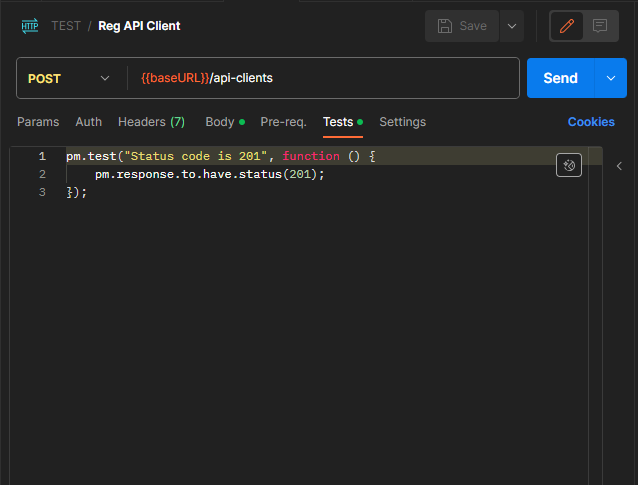 HTTP TEST / Reg API Client Save
POST {{baseURL}}/api-clients Send
Params Auth Headers (7) Body Pre-req. Tests Settings Cookies
1 pm.test("Status code is 201", function () {
2 pm.response.to.have.status(201);
3 });